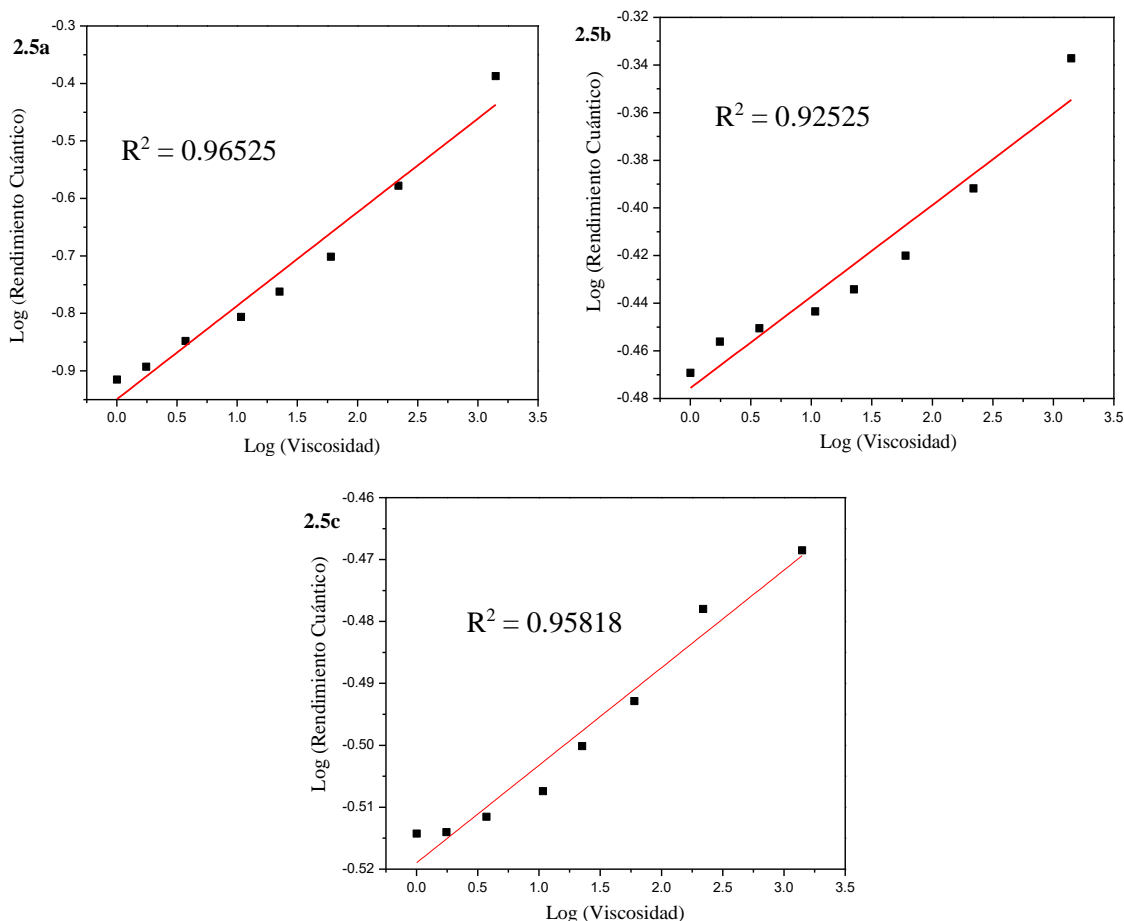 2.5a
Log (Rendimiento Cuántico)
-0.3
-0.4
-0.5
-0.6
-0.7
-0.8
-0.9
R² = 0.96525
0.0 0.5 1.0 1.5 2.0 2.5 3.0 3.5
Log (Viscosidad)
2.5b
Log (Rendimiento Cuántico)
-0.32
-0.34
-0.36
-0.38
-0.40
-0.42
-0.44
-0.46
-0.48
R² = 0.92525
0.0 0.5 1.0 1.5 2.0 2.5 3.0 3.5
Log (Viscosidad)
2.5c
Log (Rendimiento Cuántico)
-0.46
-0.47
-0.48
-0.49
-0.50
-0.51
-0.52
R² = 0.95818
0.0 0.5 1.0 1.5 2.0 2.5 3.0 3.5
Log (Viscosidad)